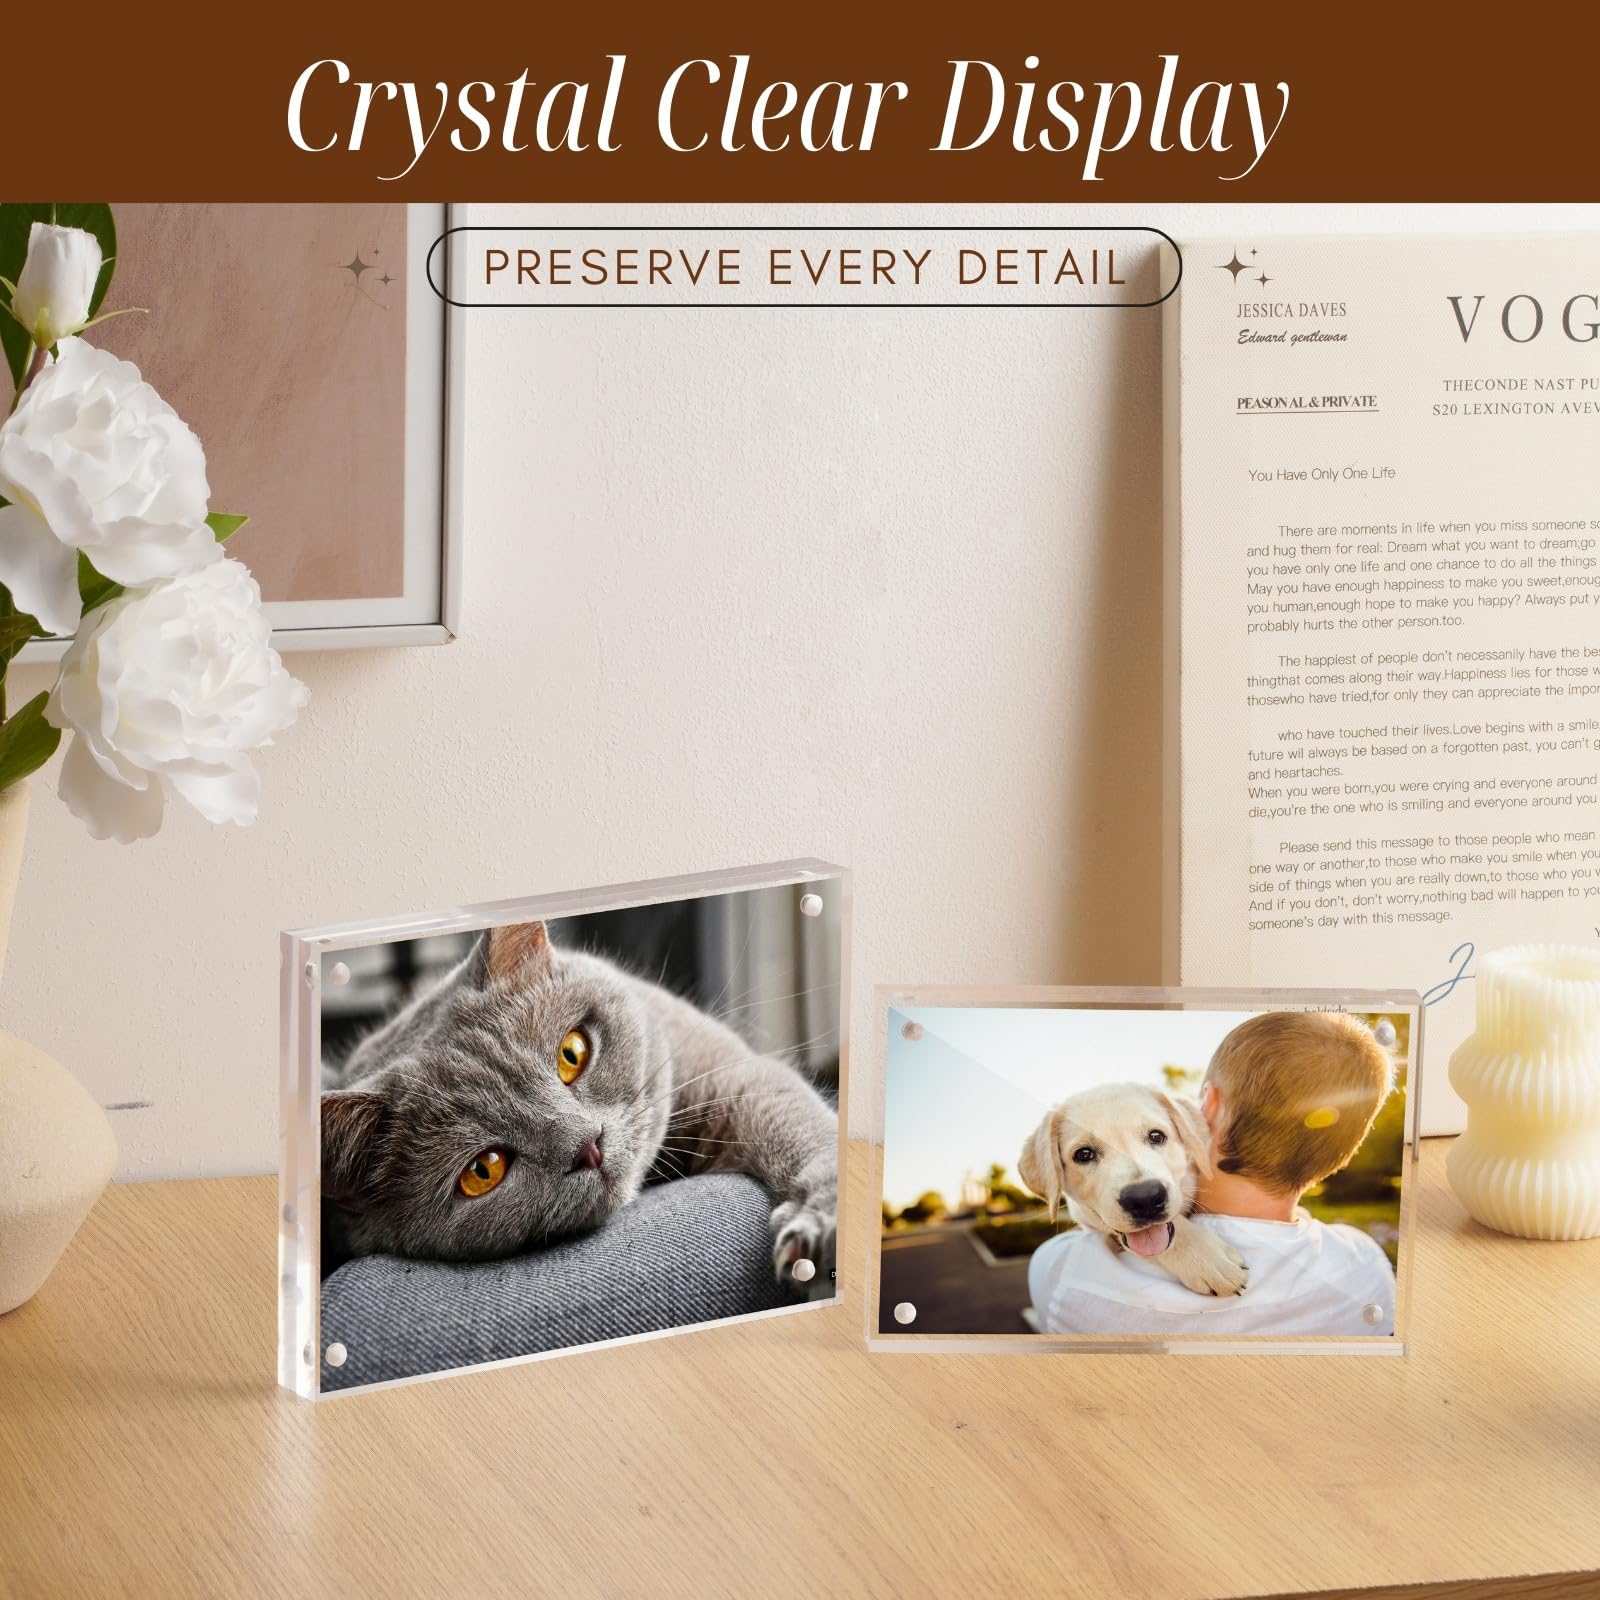 Crystal Clear Display
PRESERVE EVERY DETAIL
JESSICA DAVES
Edward gentlewan
PEASONAL & PRIVATE
VOG
THECONDE NAST PU
S20 LEXINGTON AVEV
You Have Only One Life
There are moments in life when you miss someone so
and hug them for real: Dream what you want to dream;go
you have only one life and one chance to do all the things
May you have enough happiness to make you sweet,enoug
you human,enough hope to make you happy? Always put y
probably hurts the other person.too.
The happiest of people don't necessanily have the bes
thingthat comes along their way.Happiness lies for those w
thosewho have tried,for only they can appreciate the impor
who have touched their lives.Love begins with a smile
future wil always be based on a forgotten past, you can't g
and heartaches.
When you were born,you were crying and everyone around
die,you're the one who is smiling and everyone around you
Please send this message to those people who mean
one way or another,to those who make you smile when you
side of things when you are really down,to those who you w
And if you don't, don't worry,nothing bad will happen to you
someone's day with this message.